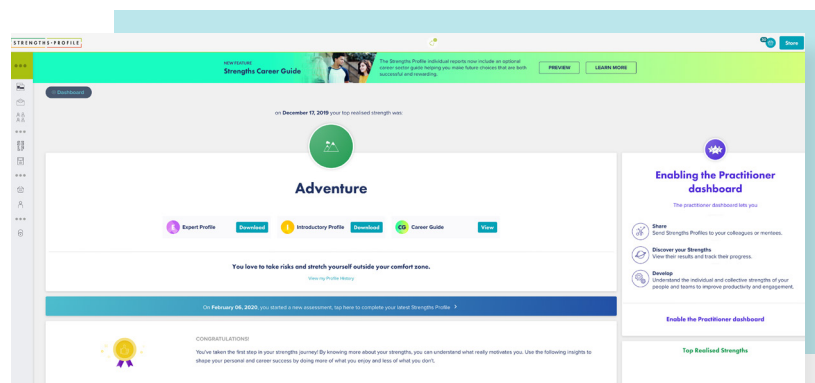 STRENGTHS PROFILE
Store
NEW FEATURE
Strengths Career Guide
The Strengths Profile individual reports now include an optional
career sector guide helping you make future choices that are both
successful and rewarding.
PREVIEW
LEARN MORE
Dashboard
on December 17, 2019 your top realised strength was:
Adventure
Expert Profile
Download
Introductory Profile
Download
CG
Career Guide
View
You love to take risks and stretch yourself outside your comfort zone.
View my Profile History
On February 06, 2020, you started a new assessment, tap here to complete your latest Strengths Profile >
CONGRATULATIONS!
You've taken the first step in your strengths journey! By knowing more about your strengths, you can understand what really motivates you. Use the following insights to
shape your personal and career success by doing more of what you enjoy and less of what you don't.
Enabling the Practitioner
dashboard
The practitioner dashboard lets you
Share
Send Strengths Profiles to your colleagues or mentees.
Discover your Strengths
View their results and track their progress.
Develop
Understand the individual and collective strengths of your
people and teams to improve productivity and engagement.
Enable the Practitioner dashboard
Top Realised Strengths